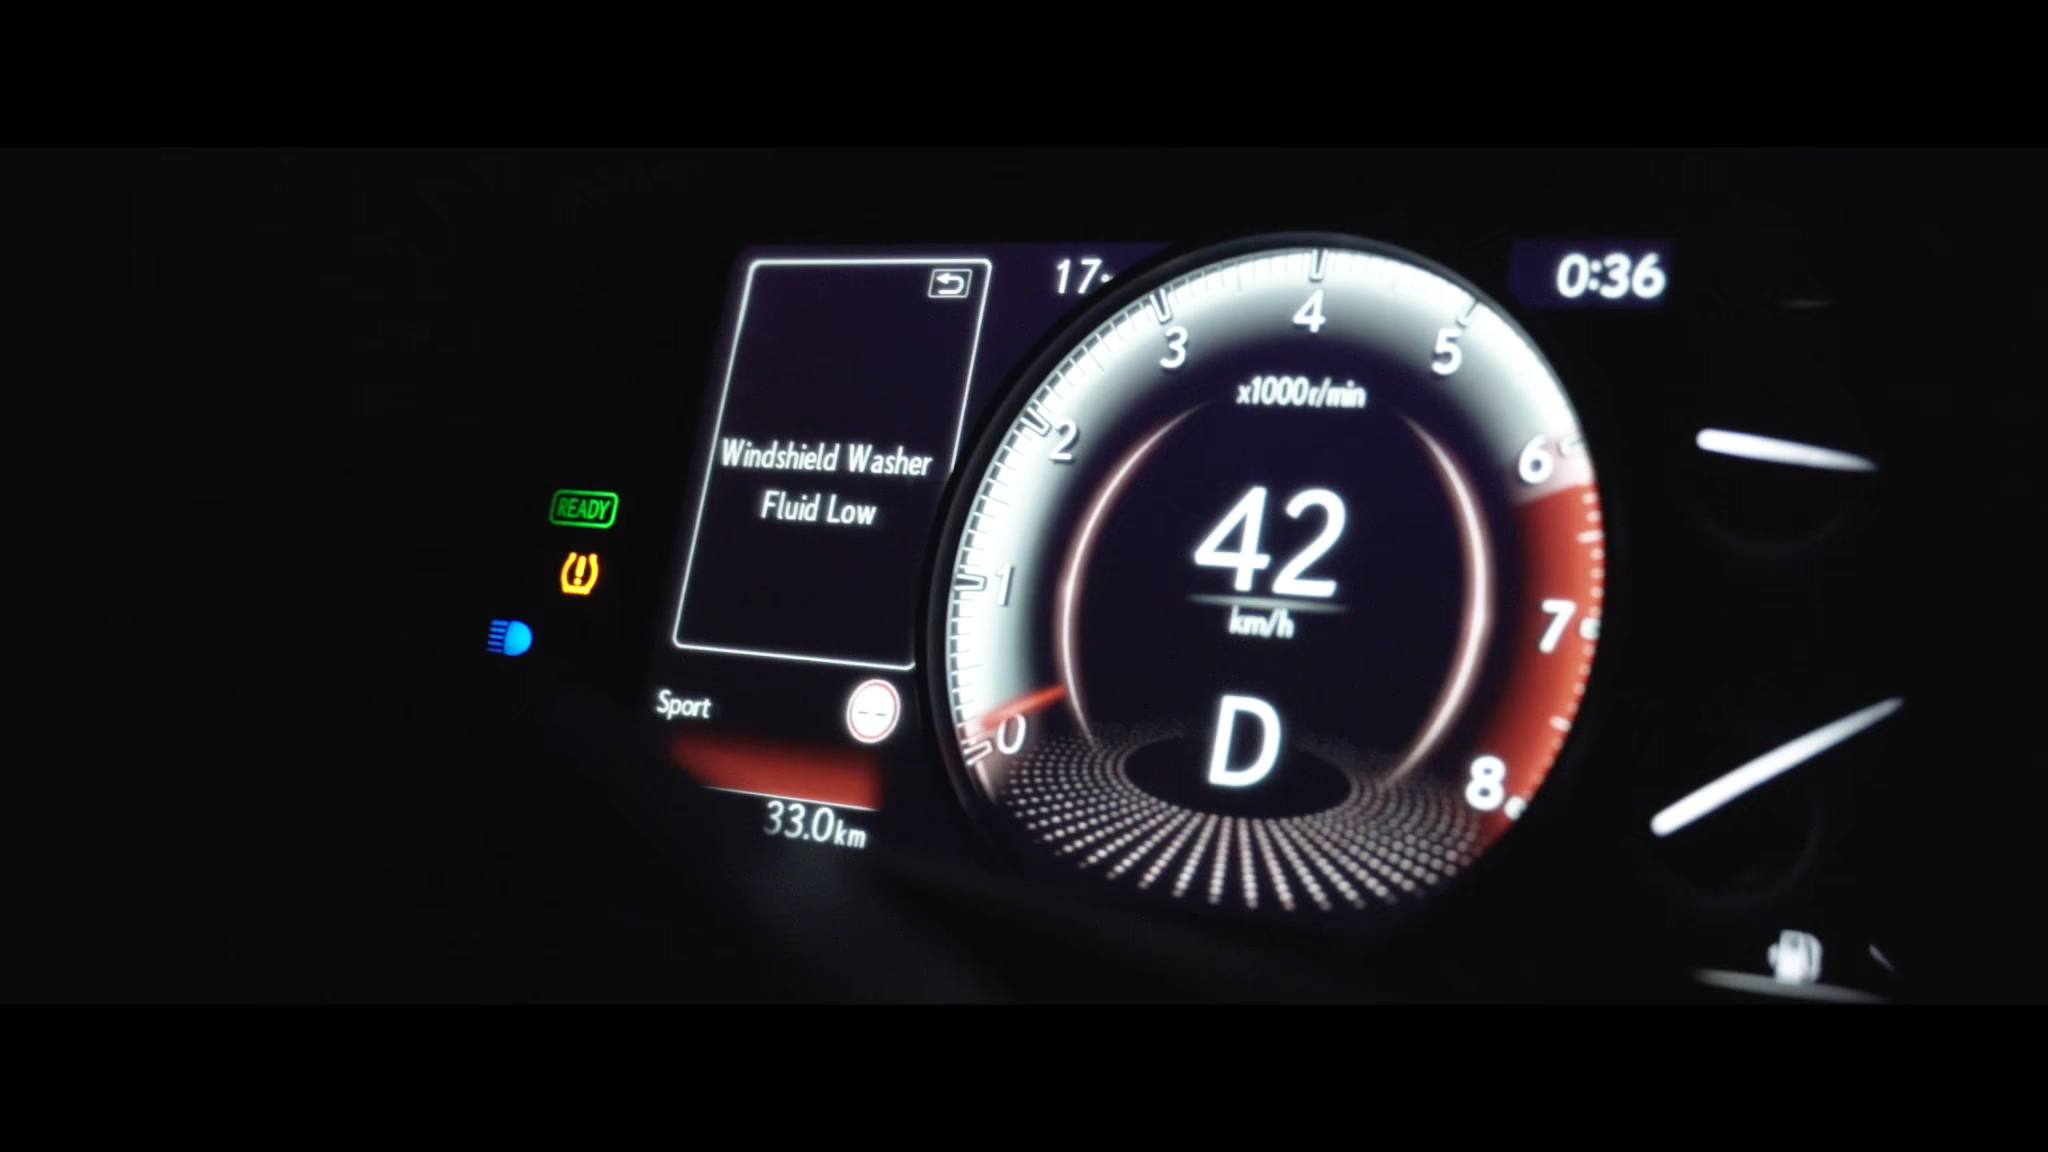 17
0:36
4
3
5
x1000r/min
2
6
Windshield Washer
Fluid Low
42
READY
1
km/h
7
Sport
0
D
8
33.0km